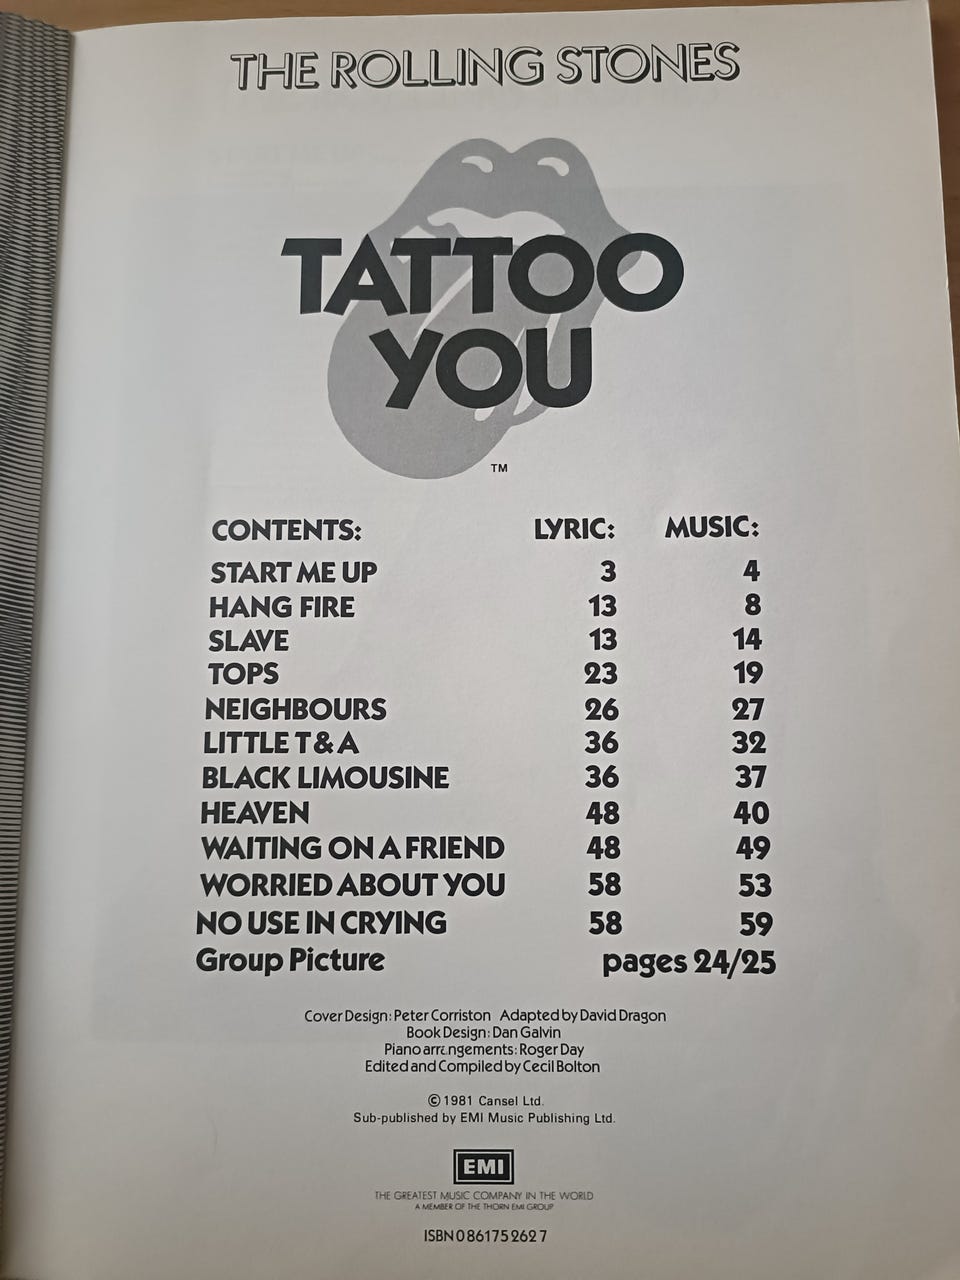 THE ROLLING STONES
TATTOO
YOU
TM
CONTENTS: LYRIC: MUSIC:
START ME UP 3 4
HANG FIRE 13 8
SLAVE 13 14
TOPS 23 19
NEIGHBOURS 26 27
LITTLE T & A 36 32
BLACK LIMOUSINE 36 37
HEAVEN 48 40
WAITING ON A FRIEND 48 49
WORRIED ABOUT YOU 58 53
NO USE IN CRYING 58 59
Group Picture pages 24/25
Cover Design: Peter Corriston Adapted by David Dragon
Book Design: Dan Galvin
Piano arrangements: Roger Day
Edited and Compiled by Cecil Bolton
© 1981 Cansel Ltd.
Sub-published by EMI Music Publishing Ltd.
EMI
THE GREATEST MUSIC COMPANY IN THE WORLD
A MEMBER OF THE THORN EMI GROUP
ISBN 0 86175 262 7